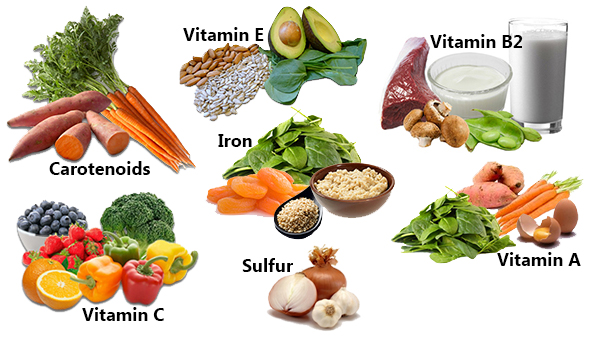 Vitamin E
Vitamin B2
Carotenoids
Iron
Vitamin C
Sulfur
Vitamin A